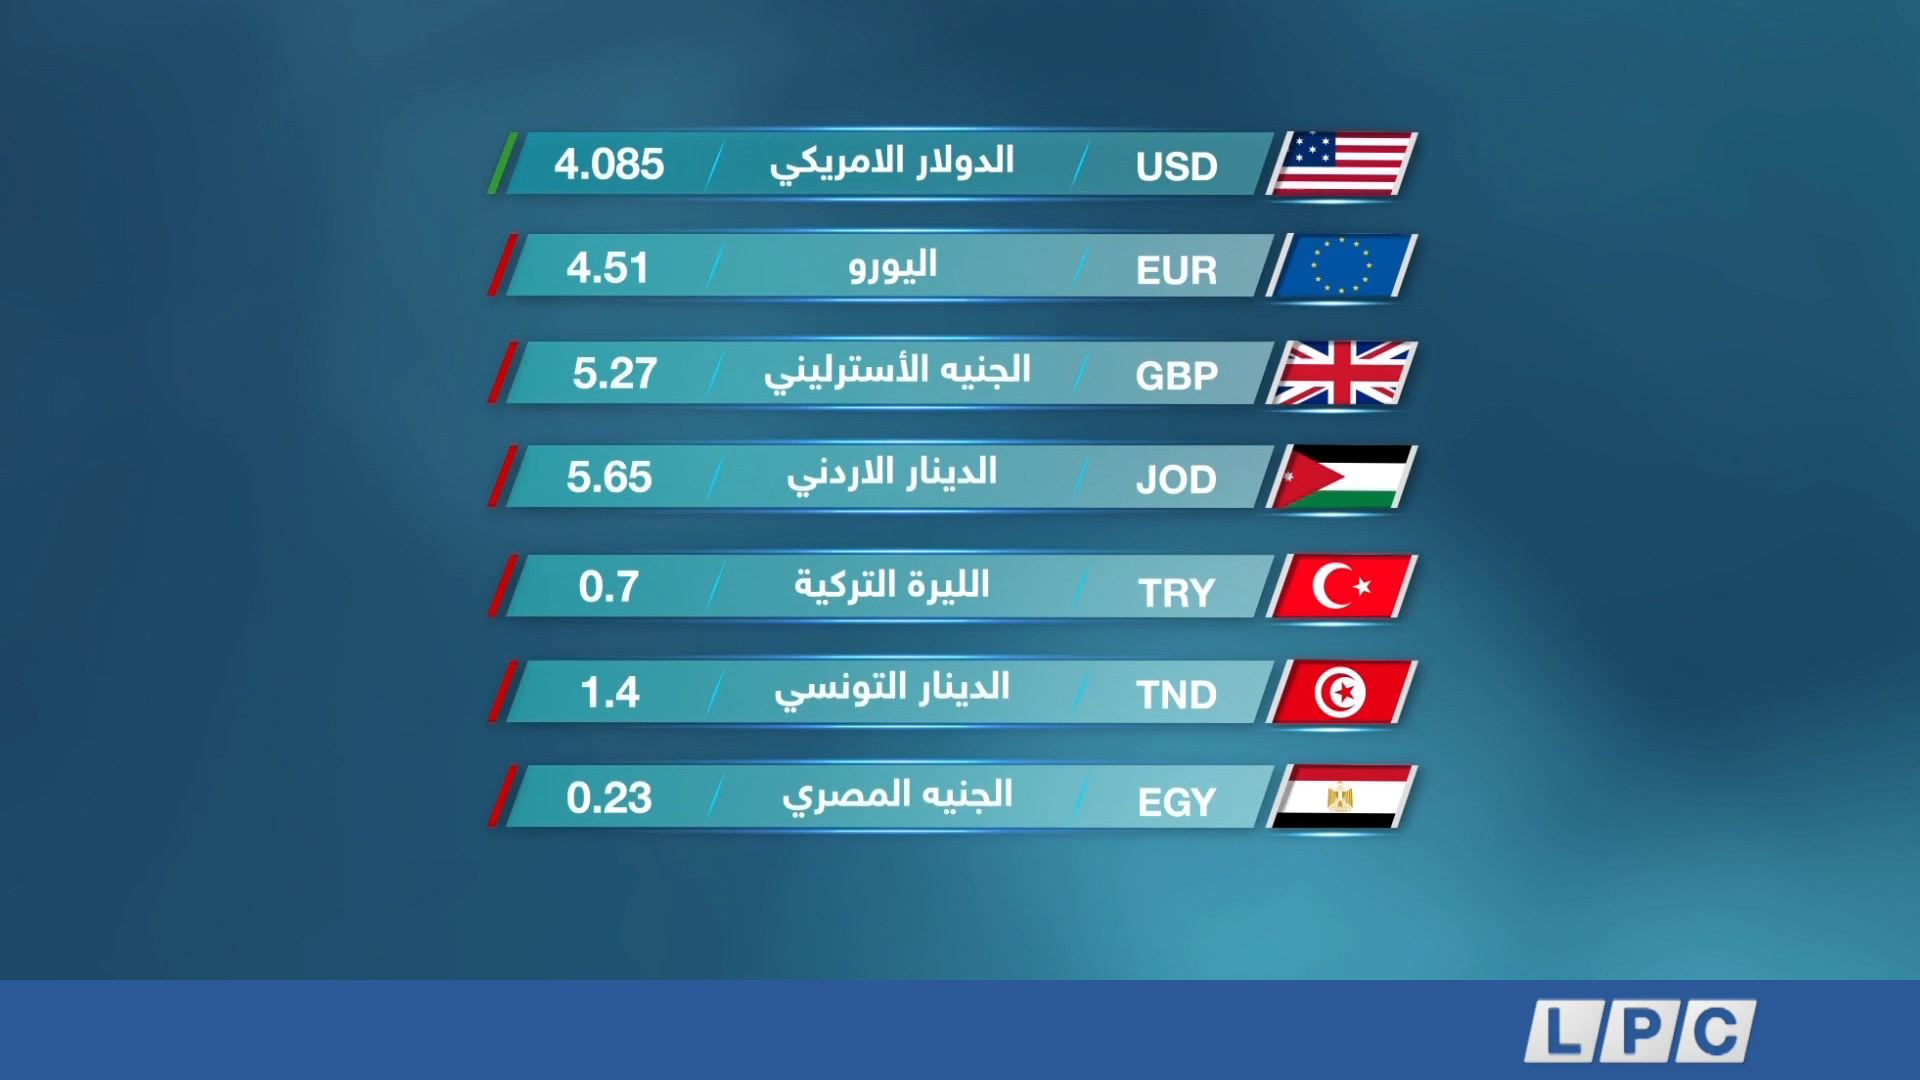 USD الدولار الامريكي 4.085
EUR اليورو 4.51
GBP الجنيه الأسترليني 5.27
JOD الدينار الاردني 5.65
TRY الليرة التركية 0.7
TND الدينار التونسي 1.4
EGY الجنيه المصري 0.23
LPC